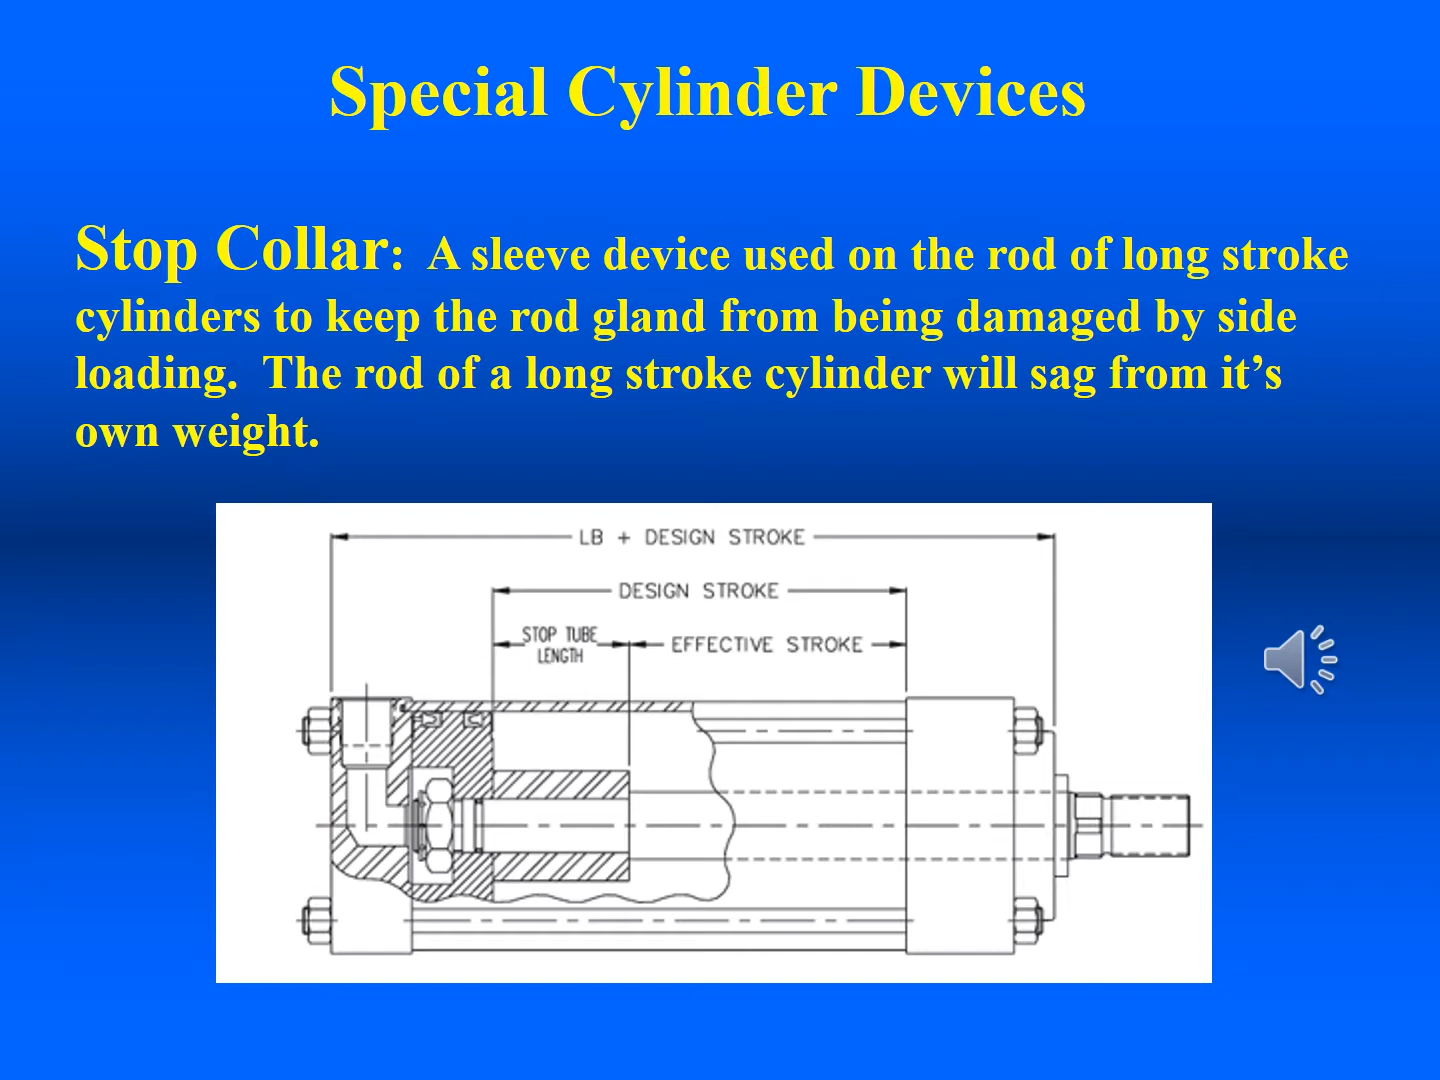 Special Cylinder Devices
Stop Collar:  A sleeve device used on the rod of long stroke
cylinders to keep the rod gland from being damaged by side
loading.  The rod of a long stroke cylinder will sag from it’s
own weight.
LB + DESIGN STROKE
DESIGN STROKE
STOP TUBE
LENGTH
EFFECTIVE STROKE